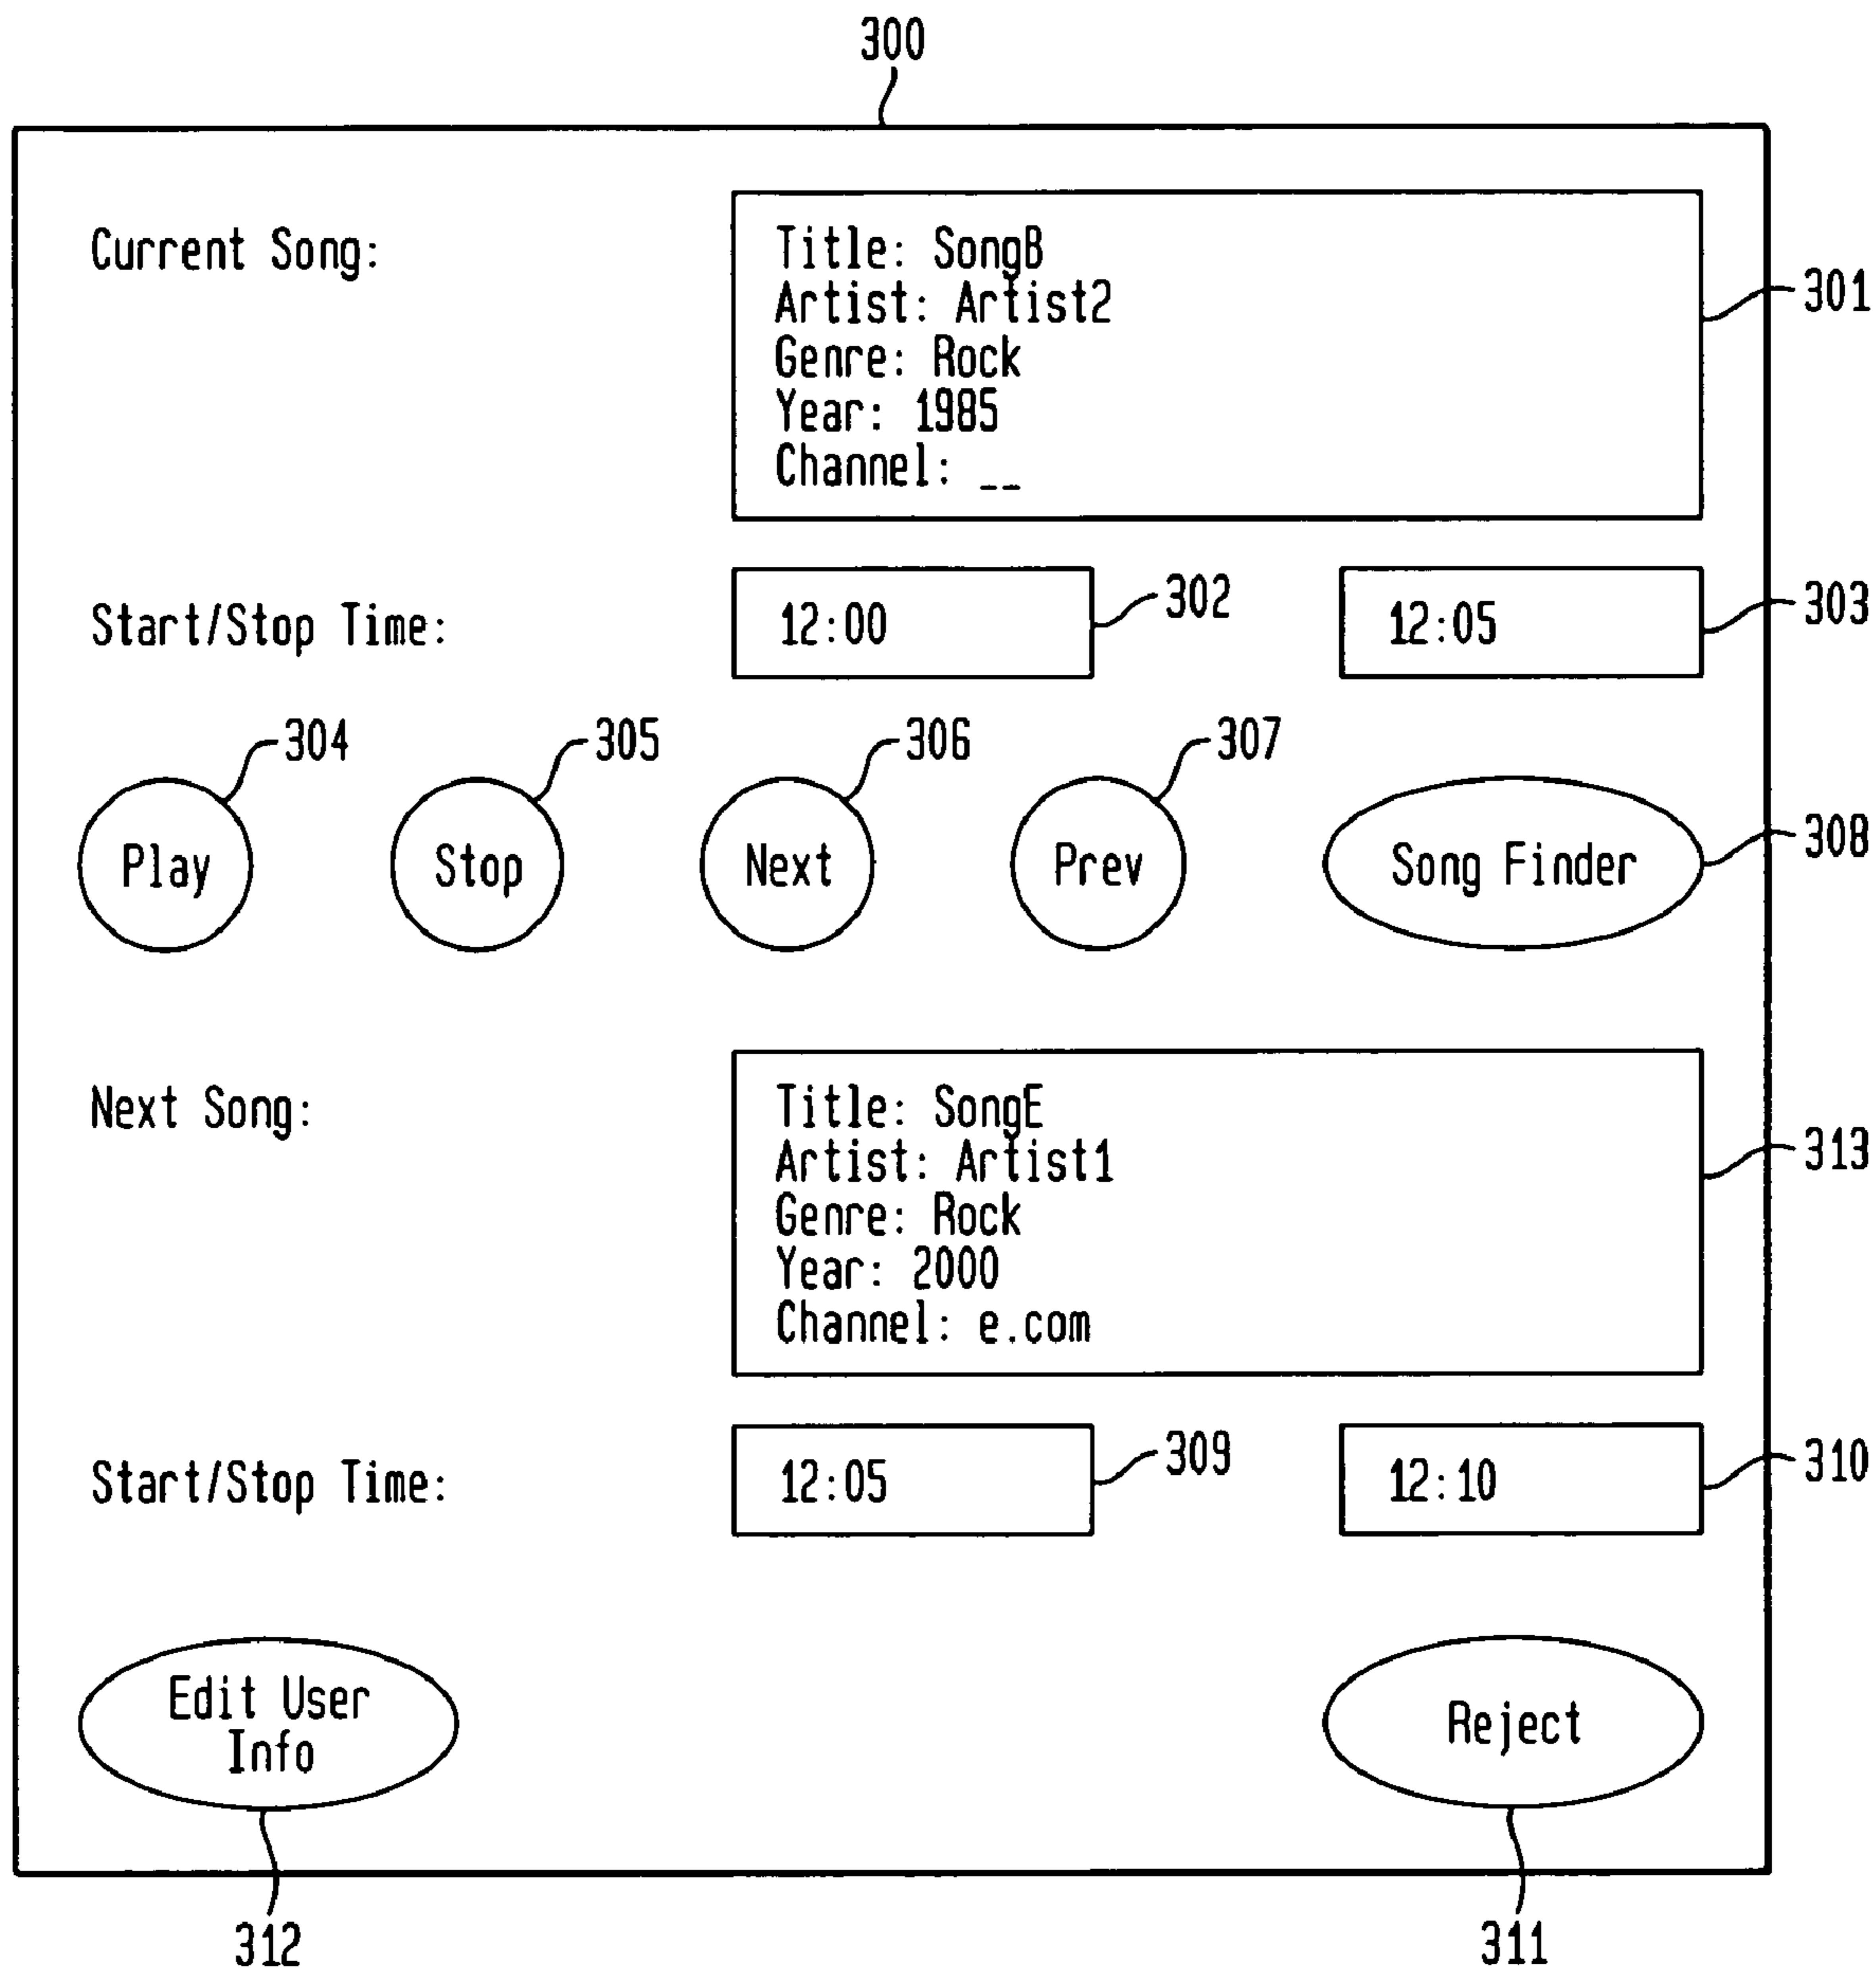 300
Current Song:
Title: SongB
Artist: Artist2
Genre: Rock
Year: 1985
Channel: __
301
Start/Stop Time:
12:00
302
12:05
303
304
305
306
307
Play
Stop
Next
Prev
Song Finder
308
Next Song:
Title: SongE
Artist: Artist1
Genre: Rock
Year: 2000
Channel: e.com
313
Start/Stop Time:
12:05
309
12:10
310
Edit User
Info
Reject
312
311